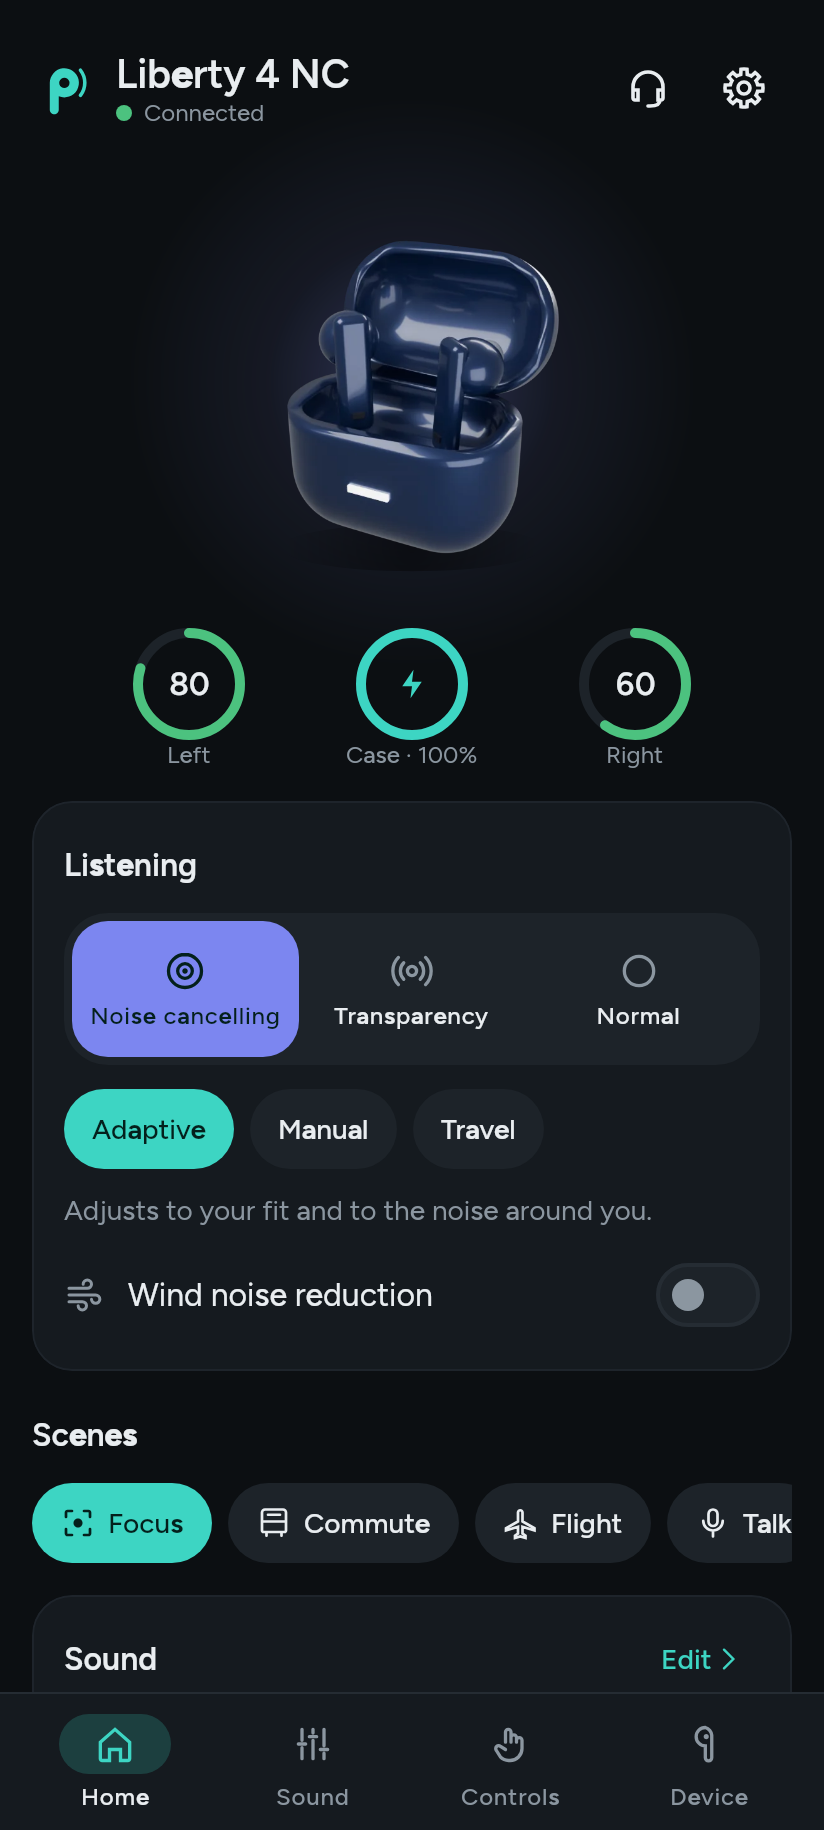 Liberty 4 NC
Connected
80
60
Left
Case · 100%
Right
Listening
Noise cancelling
Transparency
Normal
Adaptive
Manual
Travel
Adjusts to your fit and to the noise around you.
Wind noise reduction
Scenes
Focus
Commute
Flight
Talk
Sound
Edit
Home
Sound
Controls
Device